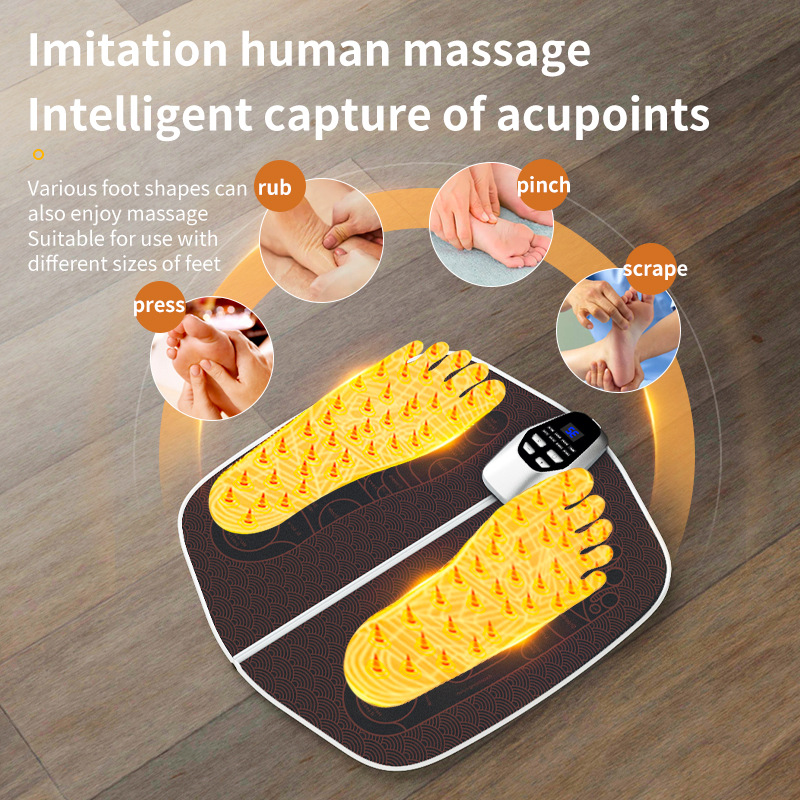 Imitation human massage
Intelligent capture of acupoints
Various foot shapes can
also enjoy massage
Suitable for use with
different sizes of feet
rub
pinch
scrape
press